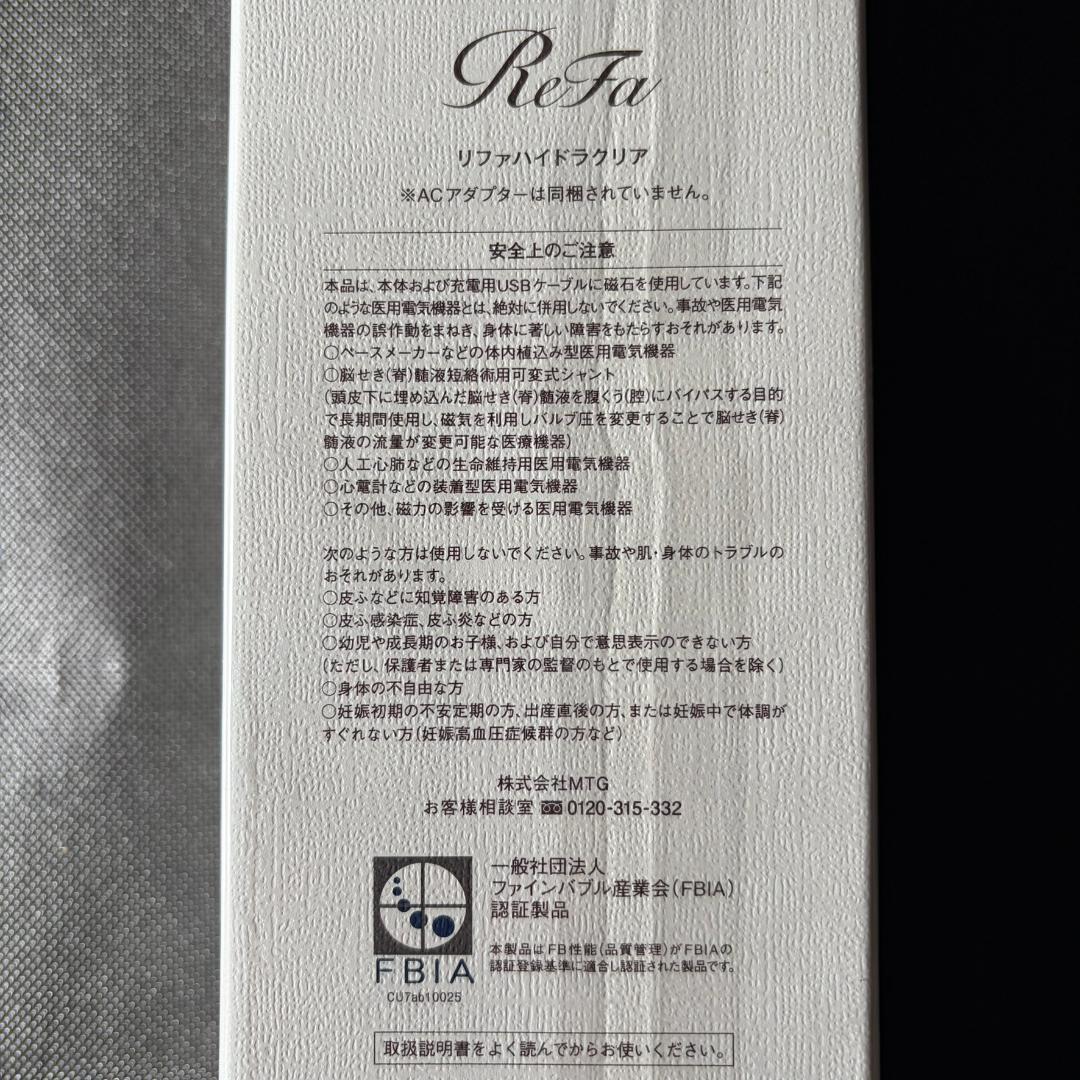 ReFa
リファハイドラクリア
※ACアダプターは同梱されていません。
安全上のご注意
本品は、本体および充電用USBケーブルに磁石を使用しています。下記
のような医用電気機器とは、絶対に併用しないでください。事故や医用電気
機器の誤作動をまねき、身体に著しい障害をもたらすおそれがあります。
○ペースメーカーなどの体内植込み型医用電気機器
○脳せき(脊)髄液短絡術用可変式シャント
(頭皮下に埋め込んだ脳せき(脊)髄液を腹くう(腔)にバイパスする目的
で長期間使用し、磁気を利用しバルブ圧を変更することで脳せき(脊)
髄液の流量が変更可能な医療機器)
○人工心肺などの生命維持用医用電気機器
○心電計などの装着型医用電気機器
○その他、磁力の影響を受ける医用電気機器
次のような方は使用しないでください。事故や肌・身体のトラブルの
おそれがあります。
○皮ふなどに知覚障害のある方
○皮ふ感染症、皮ふ炎などの方
○幼児や成長期のお子様、および自分で意思表示のできない方
(ただし、保護者または専門家の監督のもとで使用する場合を除く)
○身体の不自由な方
○妊娠初期の不安定期の方、出産直後の方、または妊娠中で体調が
すぐれない方(妊娠高血圧症候群の方など)
株式会社MTG
お客様相談室 0120-315-332
一般社団法人
ファインバブル産業会(FBIA)
認証製品
本製品はFB性能(品質管理)がFBIAの
認証登録基準に適合し認証された製品です。
FBIA
CU7ab10025
取扱説明書をよく読んでからお使いください。